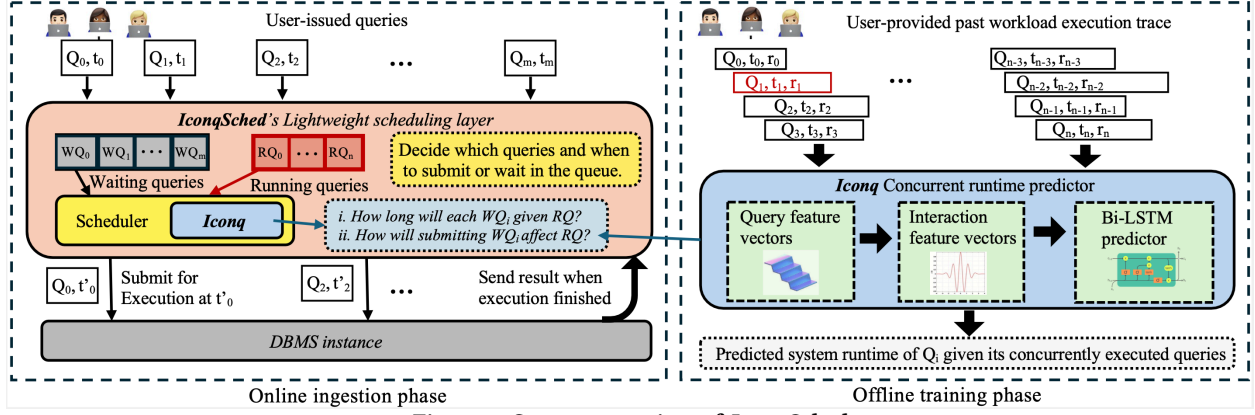 User-issued queries
Q₀, t₀
Q₁, t₁
Q₂, t₂
...
Qₘ, tₘ
IconqSched's Lightweight scheduling layer
WQ₀
WQ₁
...
WQₘ
RQ₀
...
RQₙ
Waiting queries
Running queries
Decide which queries and when
to submit or wait in the queue.
Scheduler
Iconq
i. How long will each WQᵢ given RQ?
ii. How will submitting WQᵢ affect RQ?
Q₀, t'₀
Submit for
Execution at t'₀
Q₂, t'₂
...
Send result when
execution finished
DBMS instance
Online ingestion phase
User-provided past workload execution trace
Q₀, t₀, r₀
Q₁, t₁, r₁
Q₂, t₂, r₂
Q₃, t₃, r₃
...
Qₙ₋₃, tₙ₋₃, rₙ₋₃
Qₙ₋₂, tₙ₋₂, rₙ₋₂
Qₙ₋₁, tₙ₋₁, rₙ₋₁
Qₙ, tₙ, rₙ
Iconq Concurrent runtime predictor
Query feature
vectors
Interaction
feature vectors
Bi-LSTM
predictor
Predicted system runtime of Qᵢ given its concurrently executed queries
Offline training phase